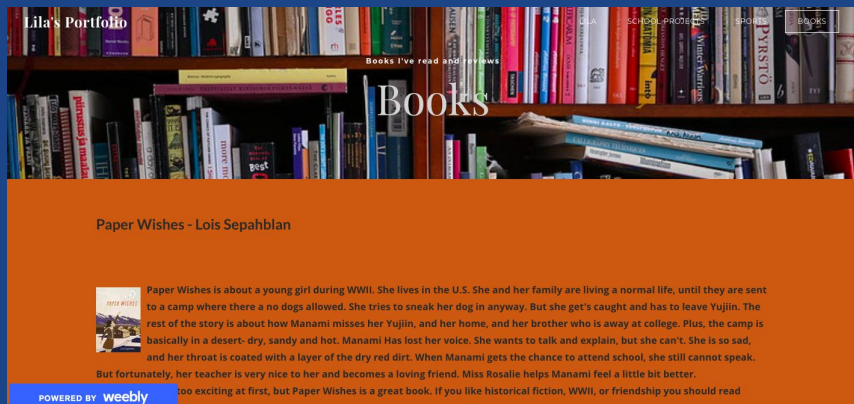 Lila's Portfolio
LILA SCHOOL PROJECTS SPORTS BOOKS
Books I've read and reviews
Books
Paper Wishes - Lois Sepahblan
PAPER WISHES
Paper Wishes is about a young girl during WWII. She lives in the U.S. She and her family are living a normal life, until they are sent
to a camp where there a no dogs allowed. She tries to sneak her dog in anyway. But she get's caught and has to leave Yujiin. The
rest of the story is about how Manami misses her Yujiin, and her home, and her brother who is away at college. Plus, the camp is
basically in a desert- dry, sandy and hot. Manami Has lost her voice. She wants to talk and explain, but she can't. She is so sad,
and her throat is coated with a layer of the dry red dirt. When Manami gets the chance to attend school, she still cannot speak.
But fortunately, her teacher is very nice to her and becomes a loving friend. Miss Rosalie helps Manami feel a little bit better.
too exciting at first, but Paper Wishes is a great book. If you like historical fiction, WWII, or friendship you should read
POWERED BY weebly